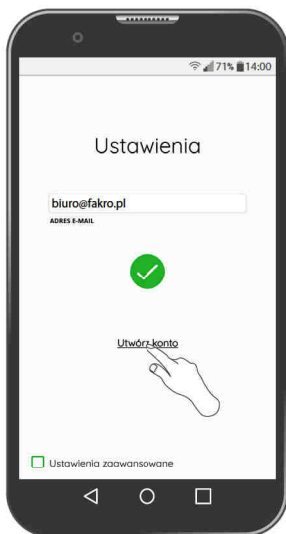 71% 14:00
Ustawienia
biuro@fakro.pl
ADRES E-MAIL
Utwórz konto
Ustawienia zaawansowane